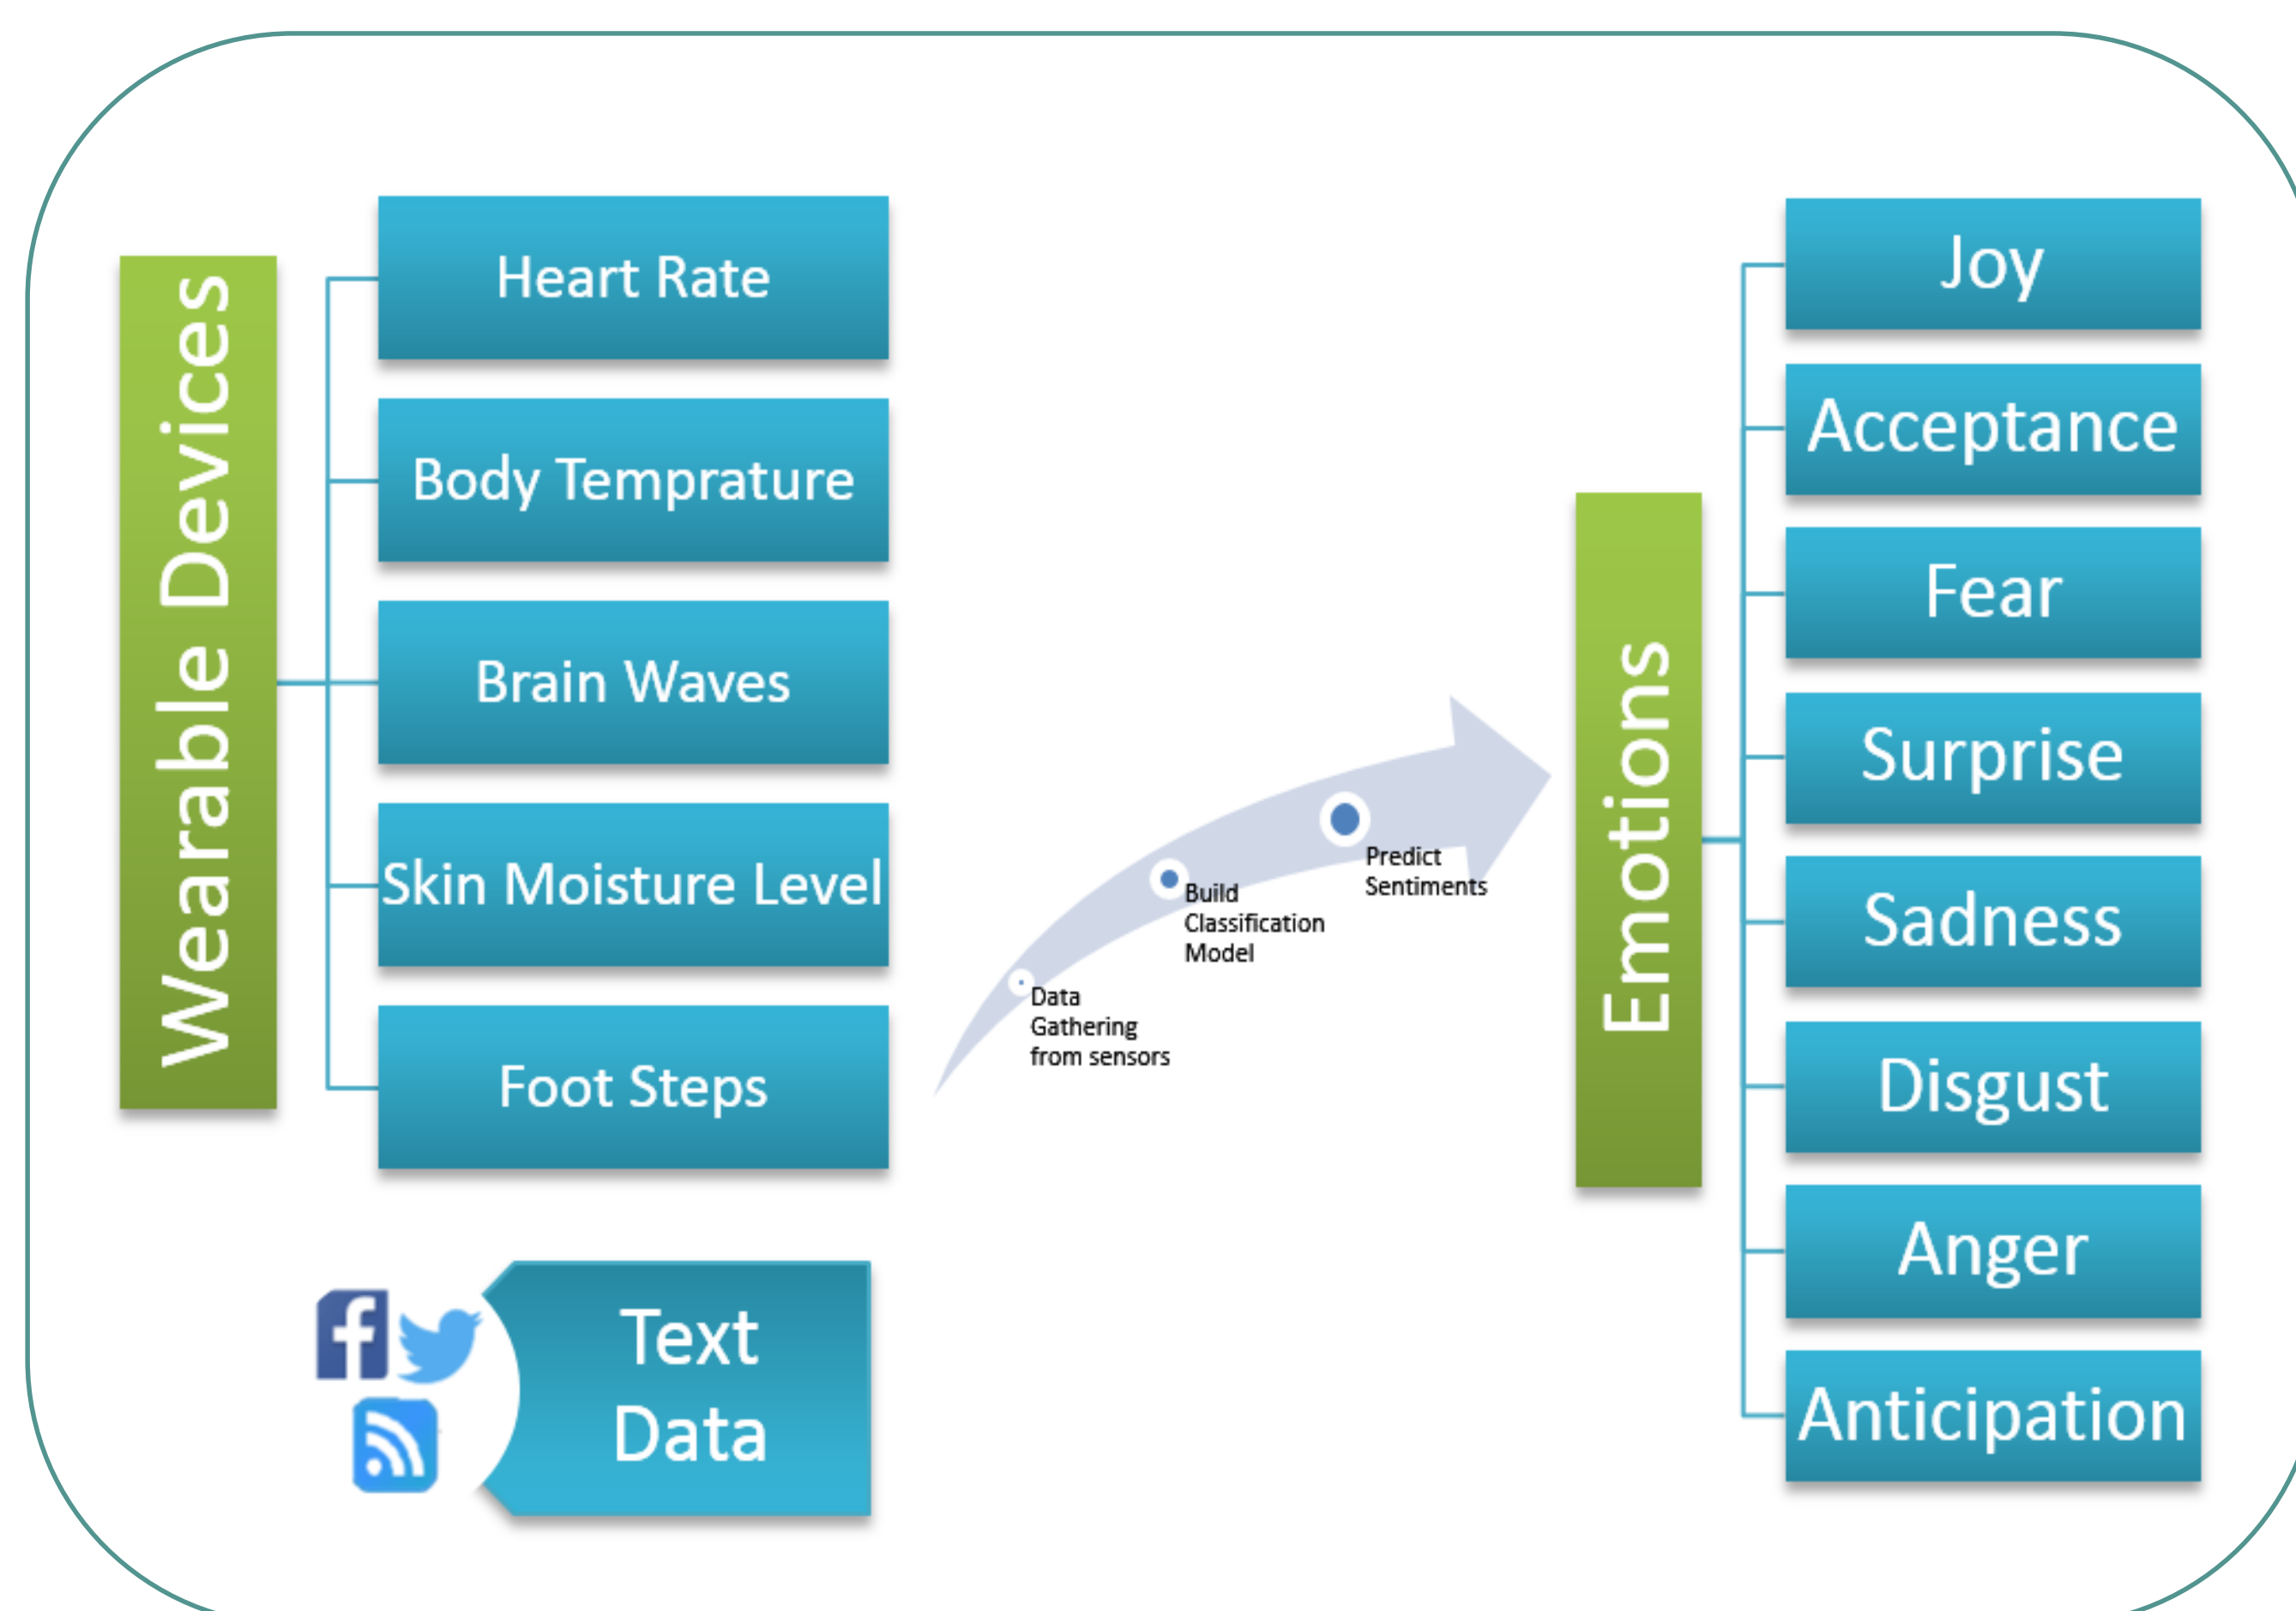 Wearable Devices
Heart Rate
Body Temprature
Brain Waves
Skin Moisture Level
Foot Steps
Text
Data
Data
Gathering
from sensors
Build
Classification
Model
Predict
Sentiments
Emotions
Joy
Acceptance
Fear
Surprise
Sadness
Disgust
Anger
Anticipation